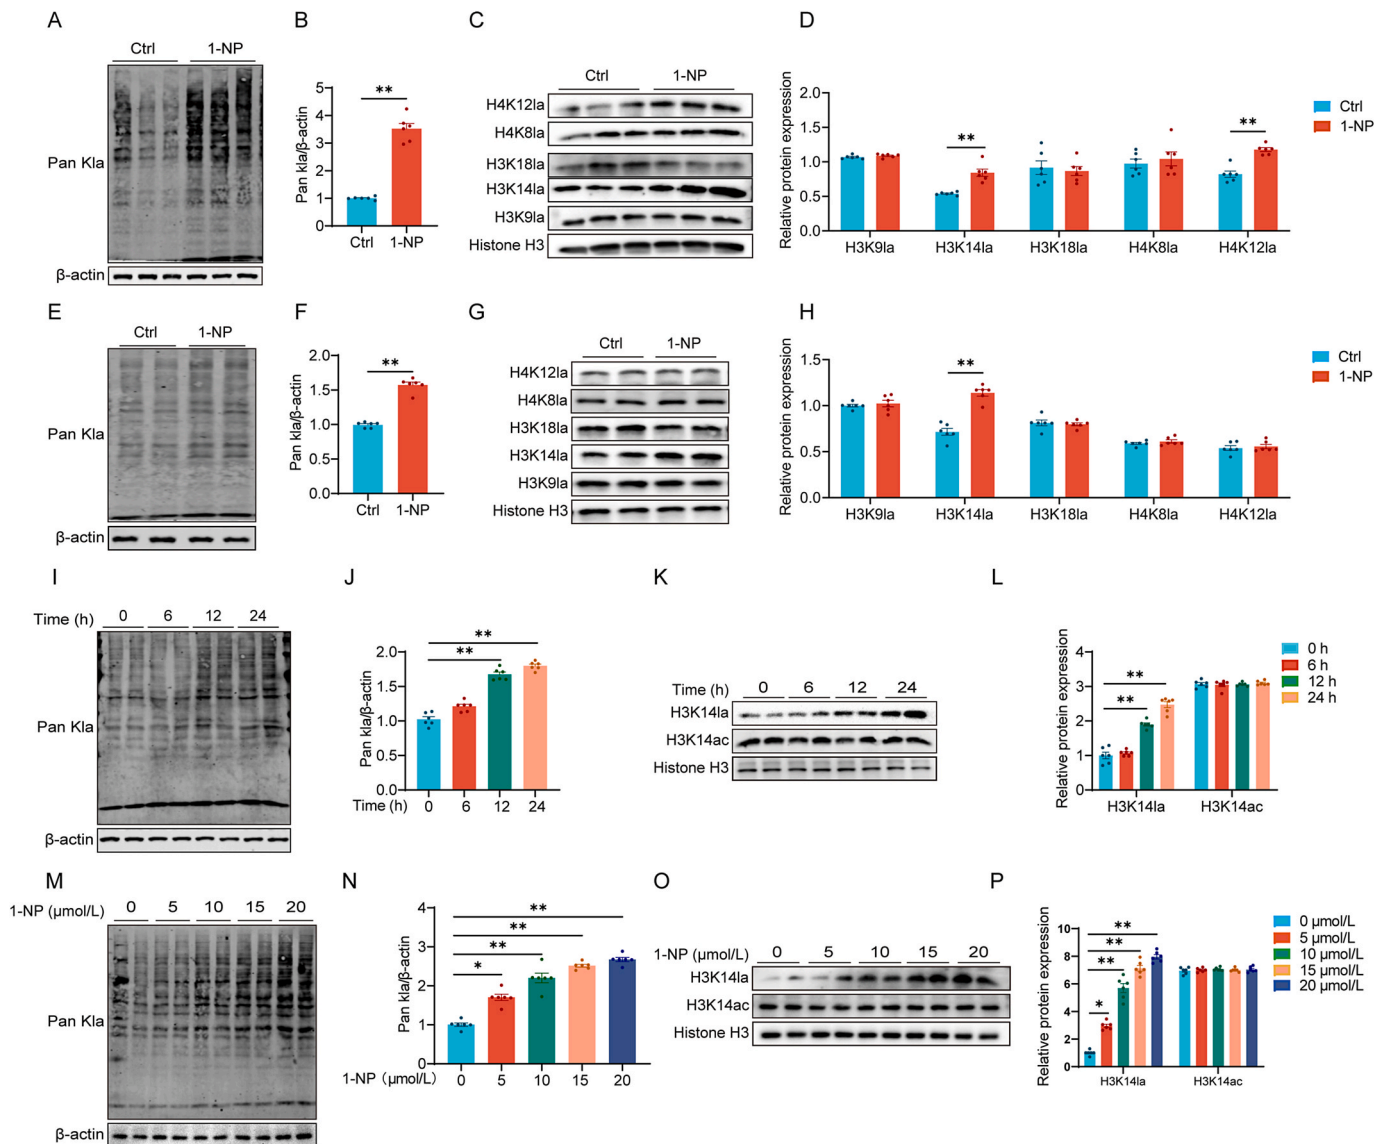 A
Ctrl 1-NP
Pan Kla
β-actin
B
Pan kla/β-actin
5
4
3
2
1
0
**
Ctrl 1-NP
C
Ctrl 1-NP
H4K12la
H4K8la
H3K18la
H3K14la
H3K9la
Histone H3
D
Relative protein expression
2.0
1.5
1.0
0.5
0.0
** **
H3K9la H3K14la H3K18la H4K8la H4K12la
Ctrl
1-NP
E
Ctrl 1-NP
Pan Kla
β-actin
F
Pan kla/β-actin
2.0
1.5
1.0
0.5
0.0
**
Ctrl 1-NP
G
Ctrl 1-NP
H4K12la
H4K8la
H3K18la
H3K14la
H3K9la
Histone H3
H
Relative protein expression
1.5
1.0
0.5
0.0
**
H3K9la H3K14la H3K18la H4K8la H4K12la
Ctrl
1-NP
I
Time (h) 0 6 12 24
Pan Kla
β-actin
J
Pan kla/β-actin
2.0
1.5
1.0
0.5
0.0
**
**
Time (h) 0 6 12 24
K
Time (h) 0 6 12 24
H3K14la
H3K14ac
Histone H3
L
Relative protein expression
4
3
2
1
0
**
**
H3K14la H3K14ac
0 h
6 h
12 h
24 h
M
1-NP (μmol/L) 0 5 10 15 20
Pan Kla
β-actin
N
Pan kla/β-actin
4
3
2
1
0
**
**
**
*
1-NP (μmol/L) 0 5 10 15 20
O
1-NP (μmol/L) 0 5 10 15 20
H3K14la
H3K14ac
Histone H3
P
Relative protein expression
10
8
6
4
2
0
**
**
**
*
H3K14la H3K14ac
0 μmol/L
5 μmol/L
10 μmol/L
15 μmol/L
20 μmol/L